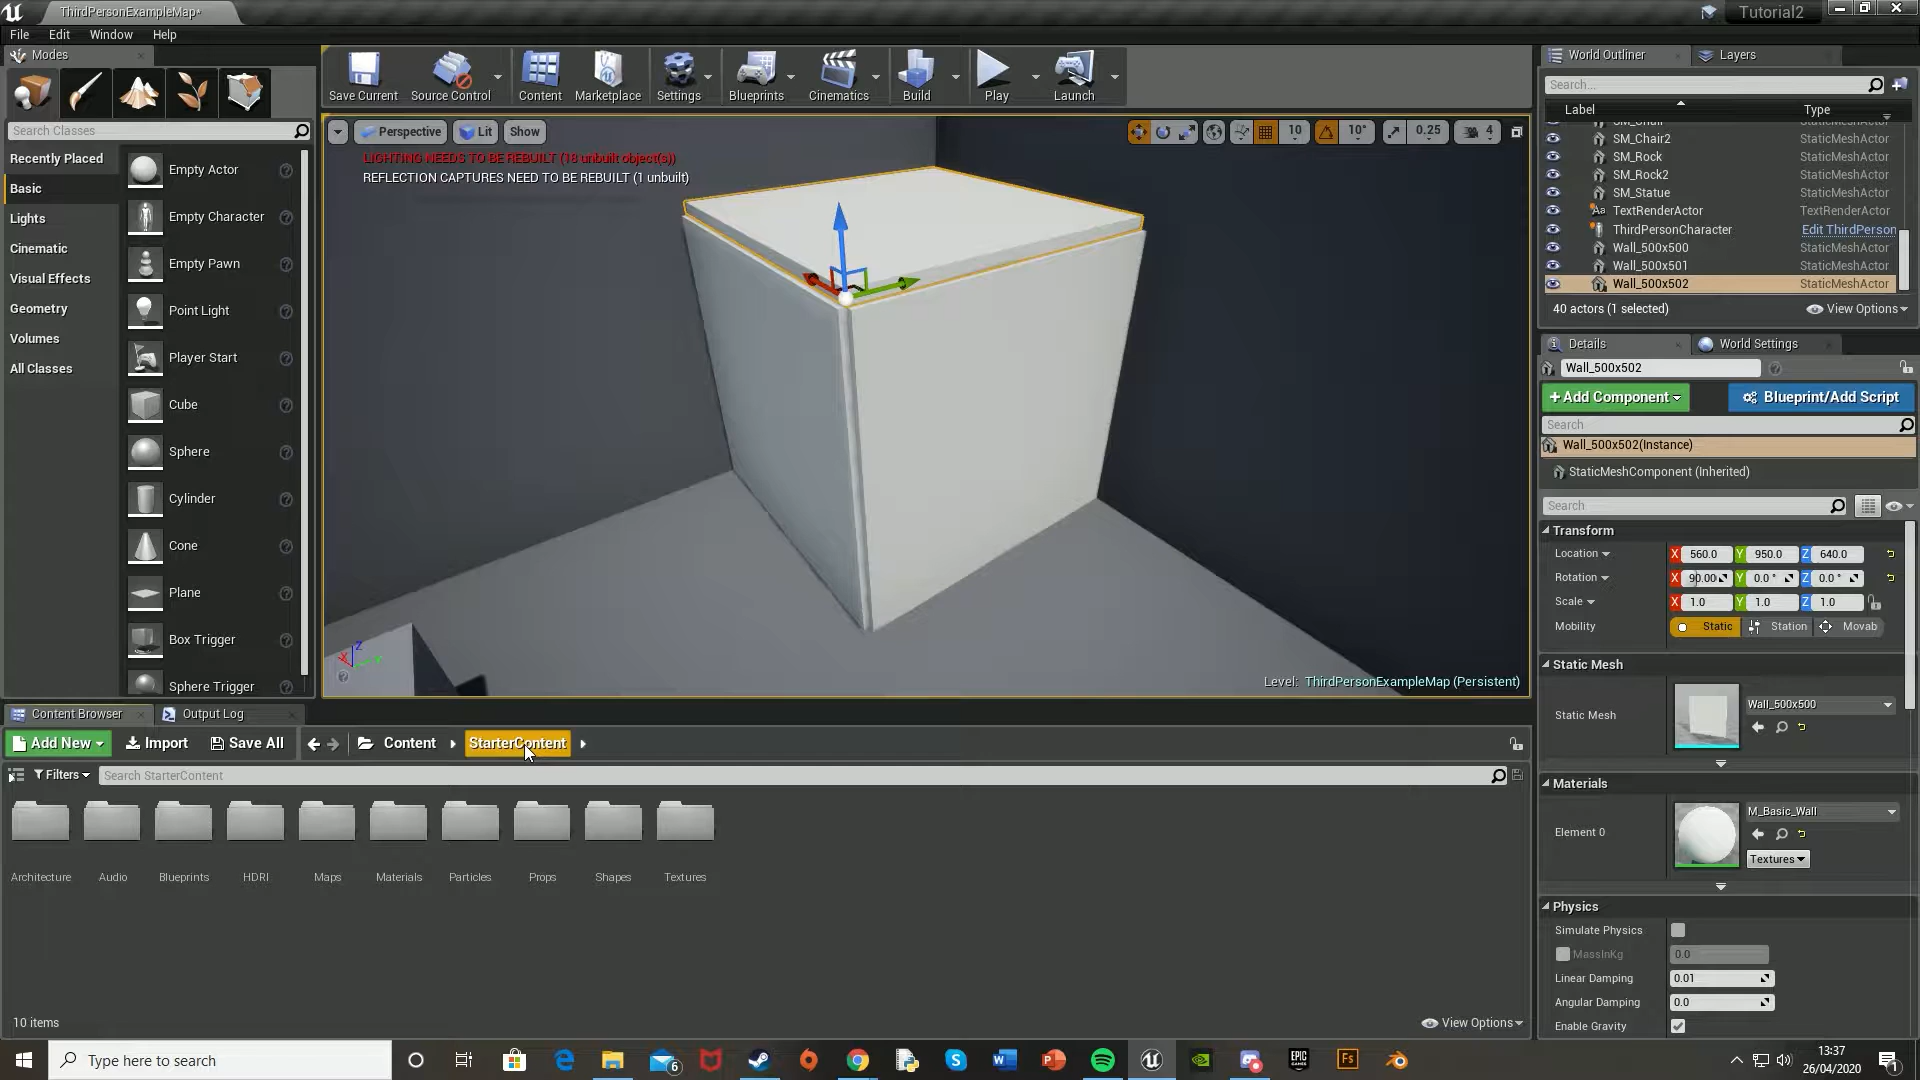 ThirdPersonExampleMap*
Tutorial2
File Edit Window Help
Modes
Search Classes
Recently Placed
Basic
Lights
Cinematic
Visual Effects
Geometry
Volumes
All Classes
Empty Actor
Empty Character
Empty Pawn
Point Light
Player Start
Cube
Sphere
Cylinder
Cone
Plane
Box Trigger
Sphere Trigger
Save Current Source Control Content Marketplace Settings Blueprints Cinematics Build Play Launch
Perspective Lit Show
10 10° 0.25 4
LIGHTING NEEDS TO BE REBUILT (18 unbuilt object(s))
REFLECTION CAPTURES NEED TO BE REBUILT (1 unbuilt)
Z
X
Level: ThirdPersonExampleMap (Persistent)
World Outliner Layers
Search...
Label Type
SM_Chair2 StaticMeshActor
SM_Rock StaticMeshActor
SM_Rock2 StaticMeshActor
SM_Statue StaticMeshActor
TextRenderActor TextRenderActor
ThirdPersonCharacter Edit ThirdPerson
Wall_500x500 StaticMeshActor
Wall_500x501 StaticMeshActor
Wall_500x502 StaticMeshActor
40 actors (1 selected) View Options
Details World Settings
Wall_500x502
+Add Component Blueprint/Add Script
Search
Wall_500x502(Instance)
StaticMeshComponent (Inherited)
Search
Transform
Location X 560.0 Y 950.0 Z 640.0
Rotation X 90.00 Y 0.0 ° Z 0.0 °
Scale X 1.0 Y 1.0 Z 1.0
Mobility Static Station Movab
Static Mesh
Static Mesh Wall_500x500
Materials
Element 0 M_Basic_Wall
Textures
Physics
Simulate Physics
MassInKg 0.0
Linear Damping 0.01
Angular Damping 0.0
Enable Gravity
Content Browser Output Log
Add New Import Save All Content StarterContent
Filters Search StarterContent
Architecture Audio Blueprints HDRI Maps Materials Particles Props Shapes Textures
10 items View Options
Type here to search
6
EPIC GAMES
Fs
13:37
26/04/2020
1